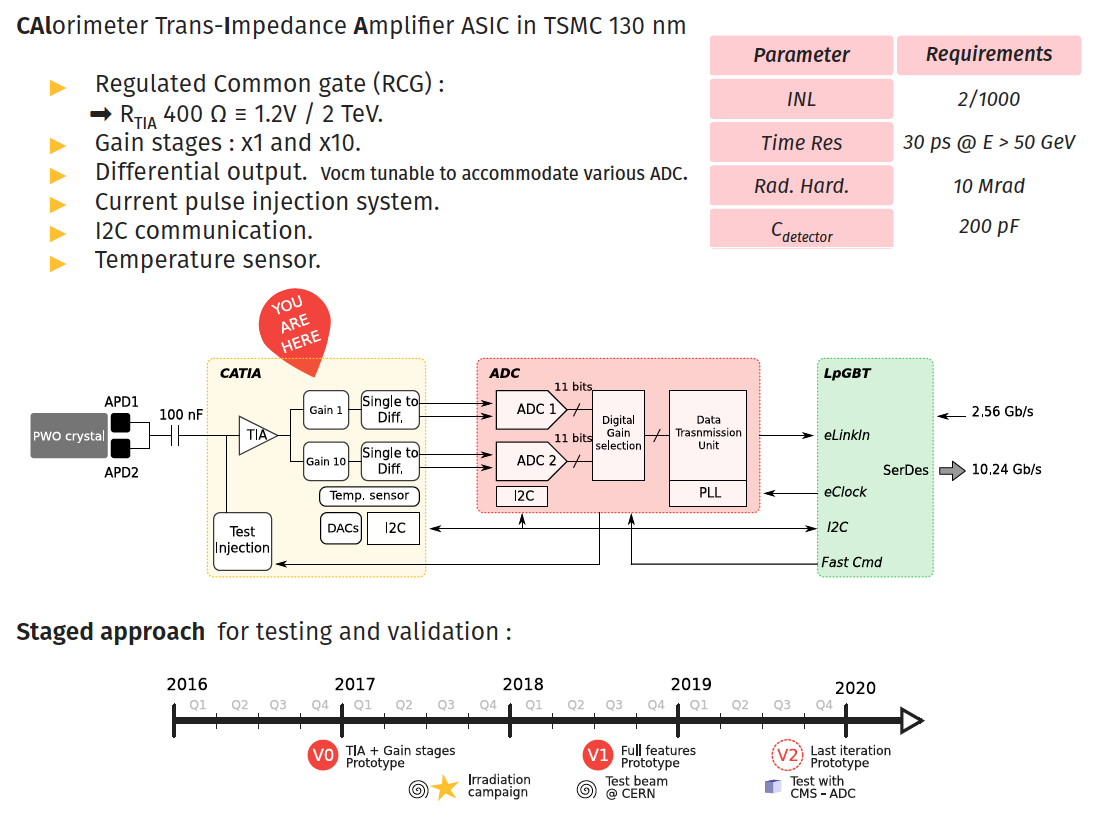 CAlorimeter Trans-Impedance Amplifier ASIC in TSMC 130 nm
► Regulated Common gate (RCG) :
➡ RTIA 400 Ω ≡ 1.2V / 2 TeV.
► Gain stages : x1 and x10.
► Differential output. Vocm tunable to accommodate various ADC.
► Current pulse injection system.
► I2C communication.
► Temperature sensor.
Parameter Requirements
INL 2/1000
Time Res 30 ps @ E > 50 GeV
Rad. Hard. 10 Mrad
Cdetector 200 pF
YOU
ARE
HERE
CATIA
ADC
LpGBT
PWO crystal
APD1
APD2
100 nF
TIA
Gain 1
Single to
Diff.
Gain 10
Single to
Diff.
Temp. sensor
DACs
I2C
Test
Injection
11 bits
ADC 1
11 bits
ADC 2
I2C
Digital
Gain
selection
Data
Trasnmission
Unit
PLL
eLinkIn
SerDes
eClock
I2C
Fast Cmd
2.56 Gb/s
10.24 Gb/s
Staged approach for testing and validation :
2016 2017 2018 2019 2020
Q1 Q2 Q3 Q4 Q1 Q2 Q3 Q4 Q1 Q2 Q3 Q4 Q1 Q2 Q3 Q4
V0
TIA + Gain stages
Prototype
Irradiation
campaign
V1
Full features
Prototype
Test beam
@ CERN
V2
Last iteration
Prototype
Test with
CMS - ADC